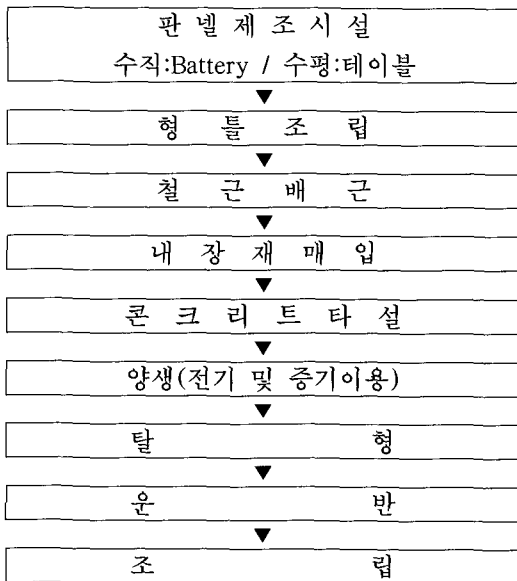 판 넬 제 조 시 설
수직:Battery / 수평:테이블
▼
형 틀 조 립
▼
철 근 배 근
▼
내 장 재 매 입
▼
콘 크 리 트 타 설
▼
양생(전기 및 증기이용)
▼
탈 형
▼
운 반
▼
조 립